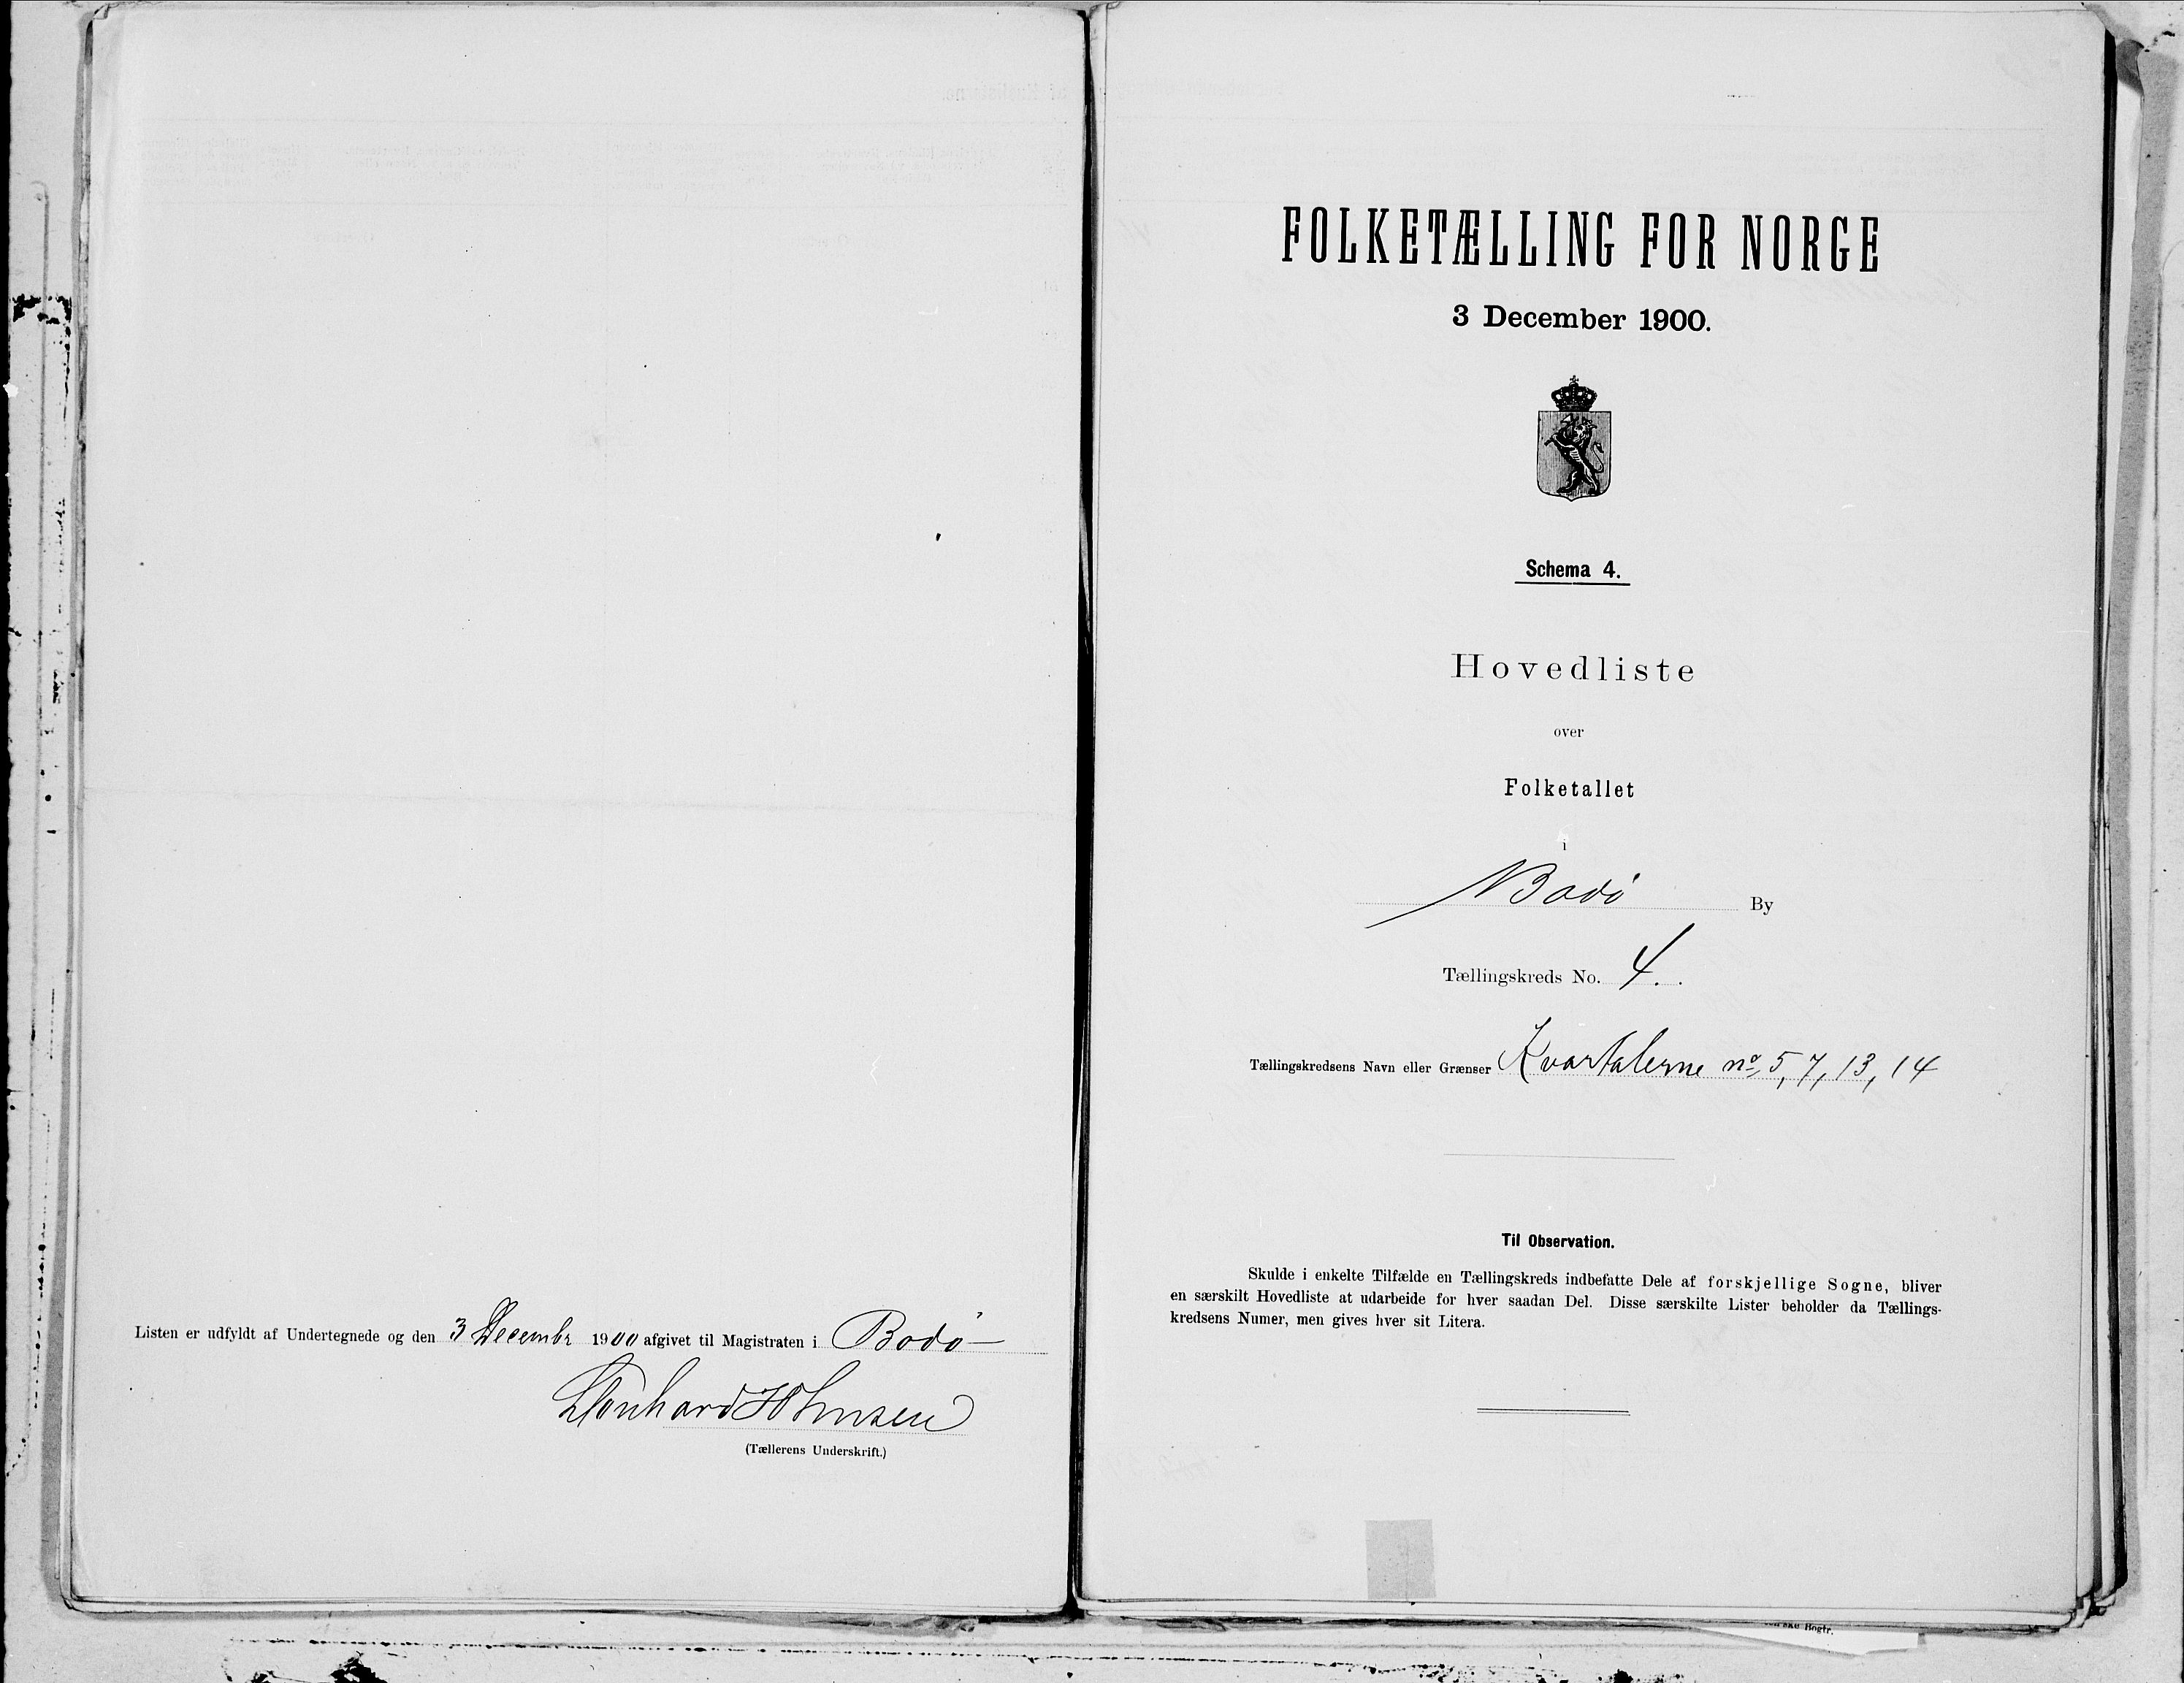 Listen er udfyldt af Undertegnede og den 3 Decembr 1900 afgivet til Magistraten i Bodø
(Tællerens Underskrift.)
FOLKETÆLLING FOR NORGE
3 December 1900.
Schema 4.
Hovedliste
over
Folketallet
i
Bodø By
Tællingskreds No. 4.
Tællingskredsens Navn eller Grænser Kvartalerne no, 5, 7, 13, 14
Til Observation.
Skulde i enkelte Tilfælde en Tællingskreds indbefatte Dele af forskjellige Sogne, bliver
en særskilt Hovedliste at udarbeide for hver saadan Del. Disse særskilte Lister beholder da Tællings-
kredsens Numer, men gives hver sit Litera.
Bogtr.